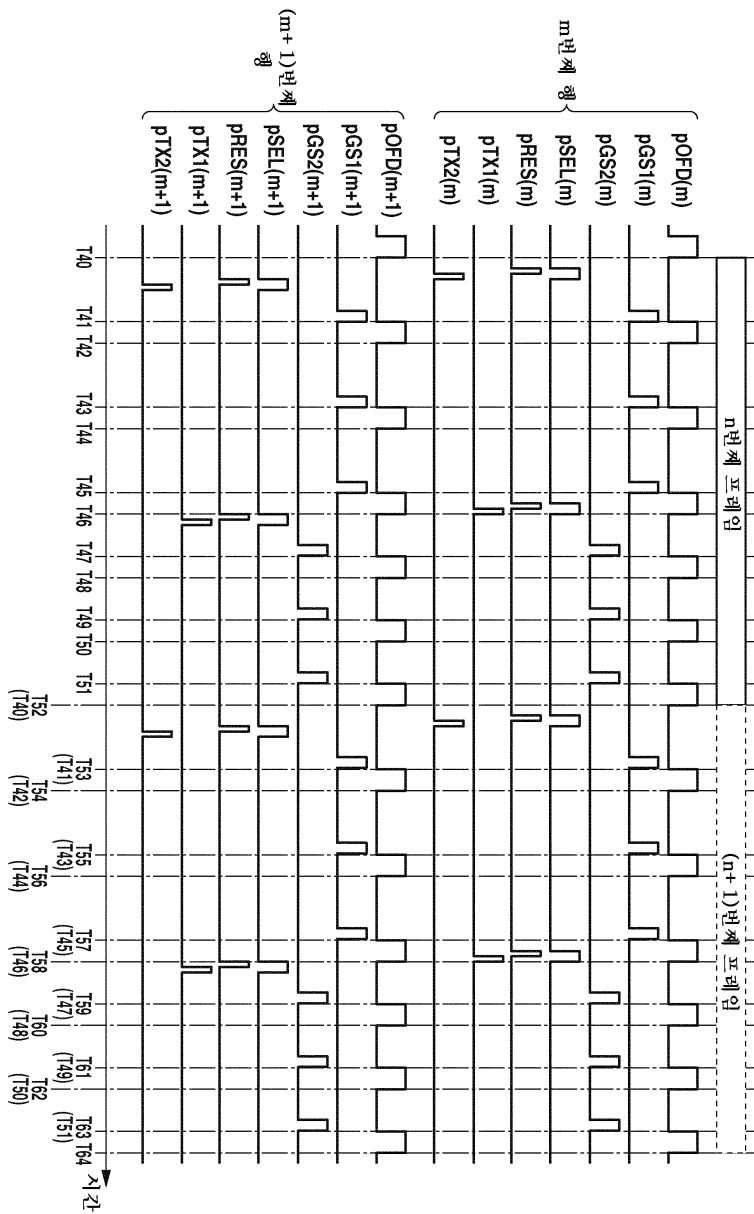 n번째 프레임
(n+1)번째 프레임
m번째 행
pOFD(m)
pGS1(m)
pGS2(m)
pSEL(m)
pRES(m)
pTX1(m)
pTX2(m)
(m+1)번째
행
pOFD(m+1)
pGS1(m+1)
pGS2(m+1)
pSEL(m+1)
pRES(m+1)
pTX1(m+1)
pTX2(m+1)
T40
T41
T42
T43
T44
T45
T46
T47
T48
T49
T50
T51
T52
(T40)
T53
(T41)
T54
(T42)
T55
(T43)
T56
(T44)
T57
(T45)
T58
(T46)
T59
(T47)
T60
(T48)
T61
(T49)
T62
(T50)
T63
(T51)
T64
시간